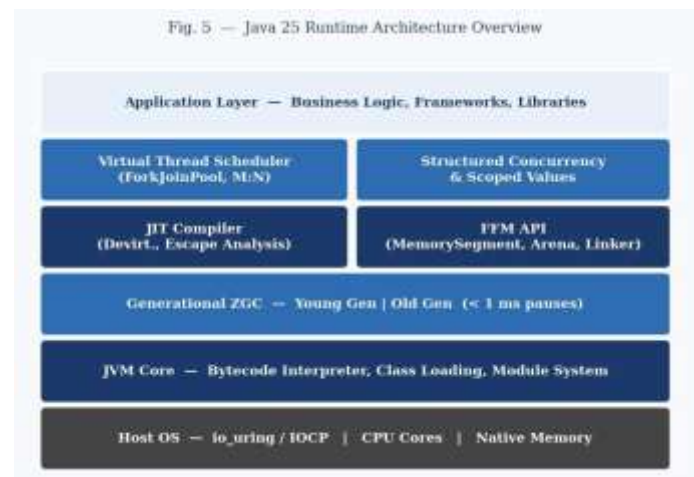 Fig. 5 — Java 25 Runtime Architecture Overview
Application Layer — Business Logic, Frameworks, Libraries
Virtual Thread Scheduler
(ForkJoinPool, M:N)
Structured Concurrency
& Scoped Values
JIT Compiler
(Devirt., Escape Analysis)
FFM API
(MemorySegment, Arena, Linker)
Generational ZGC — Young Gen | Old Gen (< 1 ms pauses)
JVM Core — Bytecode Interpreter, Class Loading, Module System
Host OS — io_uring / IOCP | CPU Cores | Native Memory